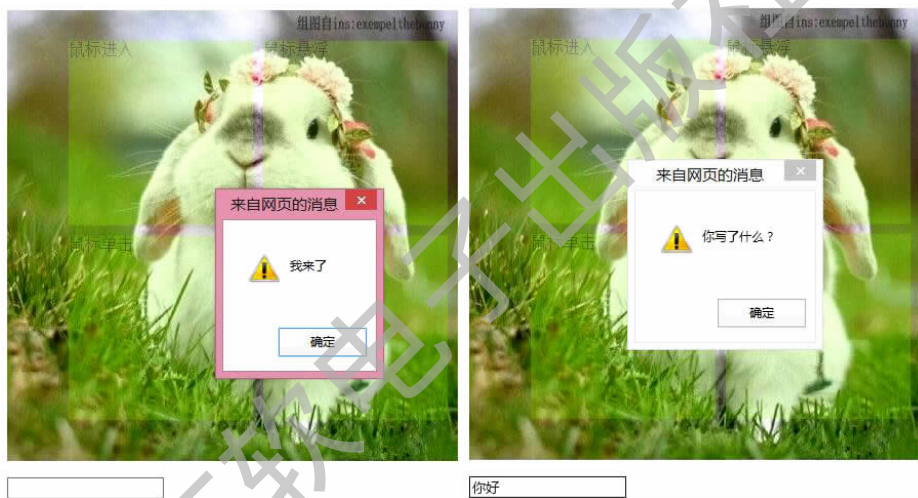 组图自ins:exempelthebunny
鼠标进入
鼠标悬浮
来自网页的消息
我来了
确定
鼠标单击
组图自ins:exempelthebunny
鼠标进入
鼠标悬浮
来自网页的消息
你写了什么？
确定
鼠标单击
你好